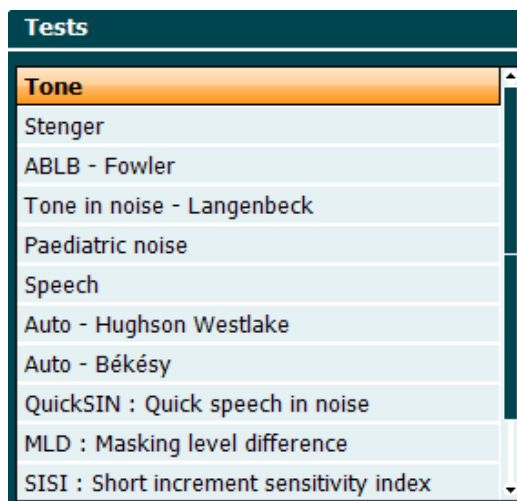 Tests
Tone
Stenger
ABLB - Fowler
Tone in noise - Langenbeck
Paediatric noise
Speech
Auto - Hughson Westlake
Auto - Békésy
QuickSIN : Quick speech in noise
MLD : Masking level difference
SISI : Short increment sensitivity index